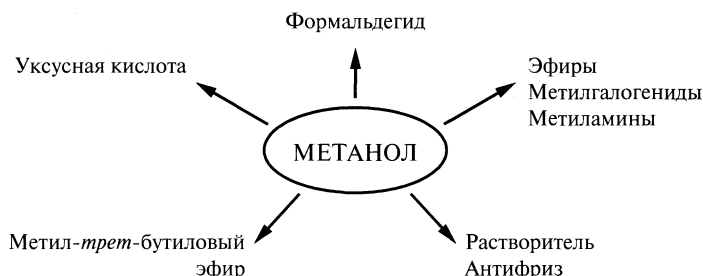 Формальдегид
Уксусная кислота
Эфиры
Метилгалогениды
Метиламины
МЕТАНОЛ
Метил-трет-бутиловый
эфир
Растворитель
Антифриз